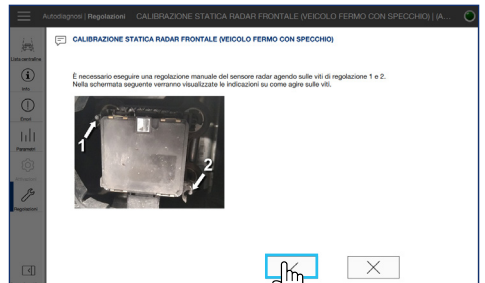 Autodiagnosi | Regolazioni CALIBRAZIONE STATICA RADAR FRONTALE (VEICOLO FERMO CON SPECCHIO) | (A...
CALIBRAZIONE STATICA RADAR FRONTALE (VEICOLO FERMO CON SPECCHIO)
Lista centraline
Info
Errori
Parametri
Attivazioni
Regolazioni
È necessario eseguire una regolazione manuale del sensore radar agendo sulle viti di regolazione 1 e 2.
Nella schermata seguente verranno visualizzate le indicazioni su come agire sulle viti.
1
2